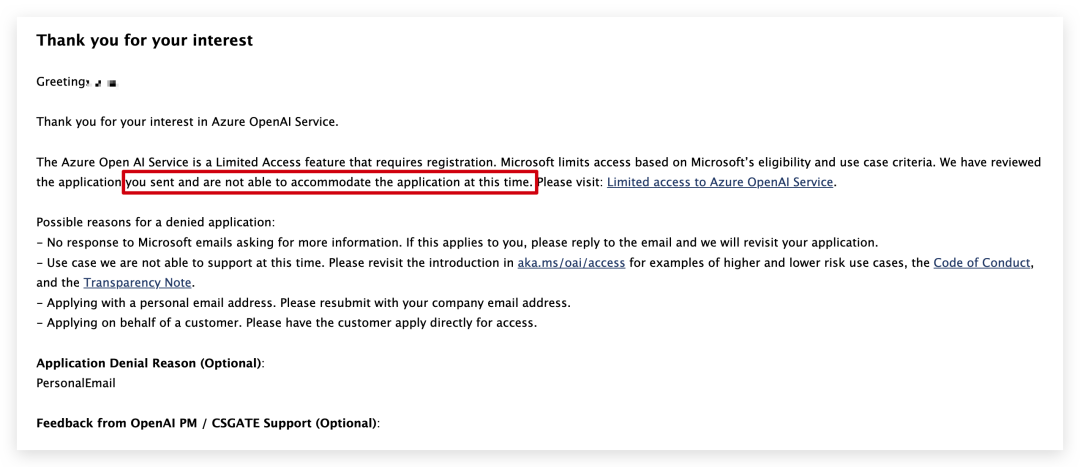 Thank you for your interest
Greeting
Thank you for your interest in Azure OpenAI Service.
The Azure Open AI Service is a Limited Access feature that requires registration. Microsoft limits access based on Microsoft’s eligibility and use case criteria. We have reviewed
the application you sent and are not able to accommodate the application at this time. Please visit: Limited access to Azure OpenAI Service.
Possible reasons for a denied application:
– No response to Microsoft emails asking for more information. If this applies to you, please reply to the email and we will revisit your application.
– Use case we are not able to support at this time. Please revisit the introduction in aka.ms/oai/access for examples of higher and lower risk use cases, the Code of Conduct,
and the Transparency Note.
– Applying with a personal email address. Please resubmit with your company email address.
– Applying on behalf of a customer. Please have the customer apply directly for access.
Application Denial Reason (Optional):
PersonalEmail
Feedback from OpenAI PM / CSGATE Support (Optional):